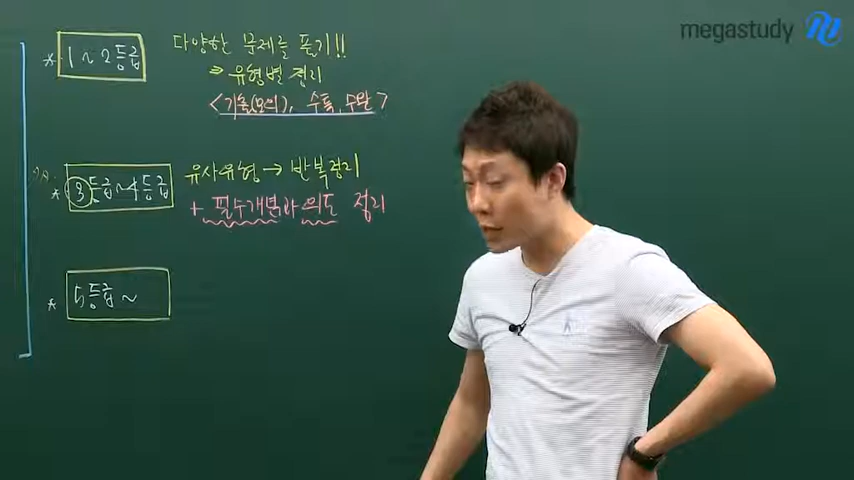 megastudy
* 1~2등급
다양한 문제를 풀기!!
⇒ 유형별 정리
<기출(모의), 수특, 수완>
* 3등급~4등급
유사유형 → 반복정리
+ 필수개념과 의도 정리
* 5등급~